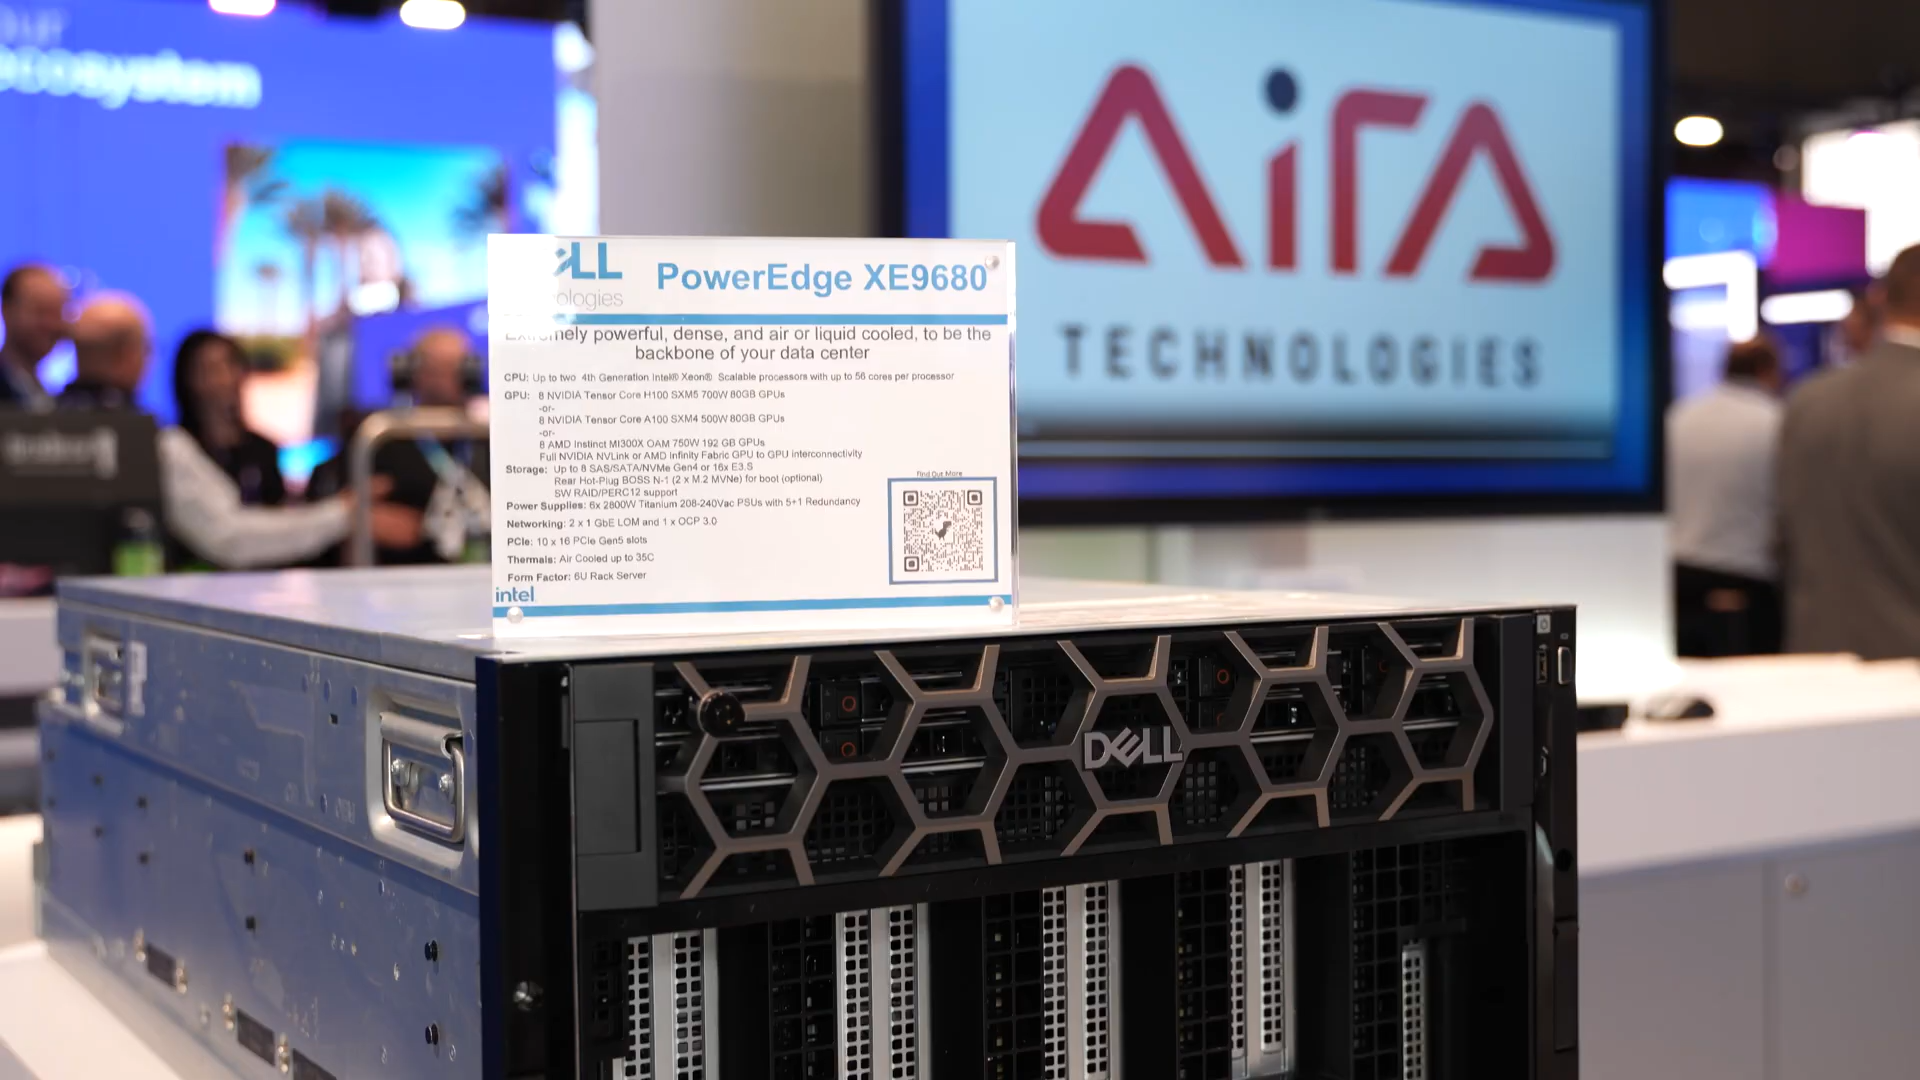 ecosystem
AirA
TECHNOLOGIES
LL PowerEdge XE9680
ologies
Extremely powerful, dense, and air or liquid cooled, to be the
backbone of your data center
CPU: Up to two 4th Generation Intel® Xeon® Scalable processors with up to 56 cores per processor
GPU: 8 NVIDIA Tensor Core H100 SXM5 700W 80GB GPUs
-or-
8 NVIDIA Tensor Core A100 SXM4 500W 80GB GPUs
-or-
8 AMD Instinct MI300X OAM 750W 192 GB GPUs
Full NVIDIA NVLink or AMD Infinity Fabric GPU to GPU interconnectivity
Storage: Up to 8 SAS/SATA/NVMe Gen4 or 16x E3.S
Rear Hot-Plug BOSS N-1 (2 x M.2 MVNe) for boot (optional)
SW RAID/PERC12 support
Power Supplies: 6x 2800W Titanium 208-240Vac PSUs with 5+1 Redundancy
Networking: 2 x 1 GbE LOM and 1 x OCP 3.0
PCIe: 10 x 16 PCIe Gen5 slots
Thermals: Air Cooled up to 35C
Form Factor: 6U Rack Server
Find Out More
intel
DELL